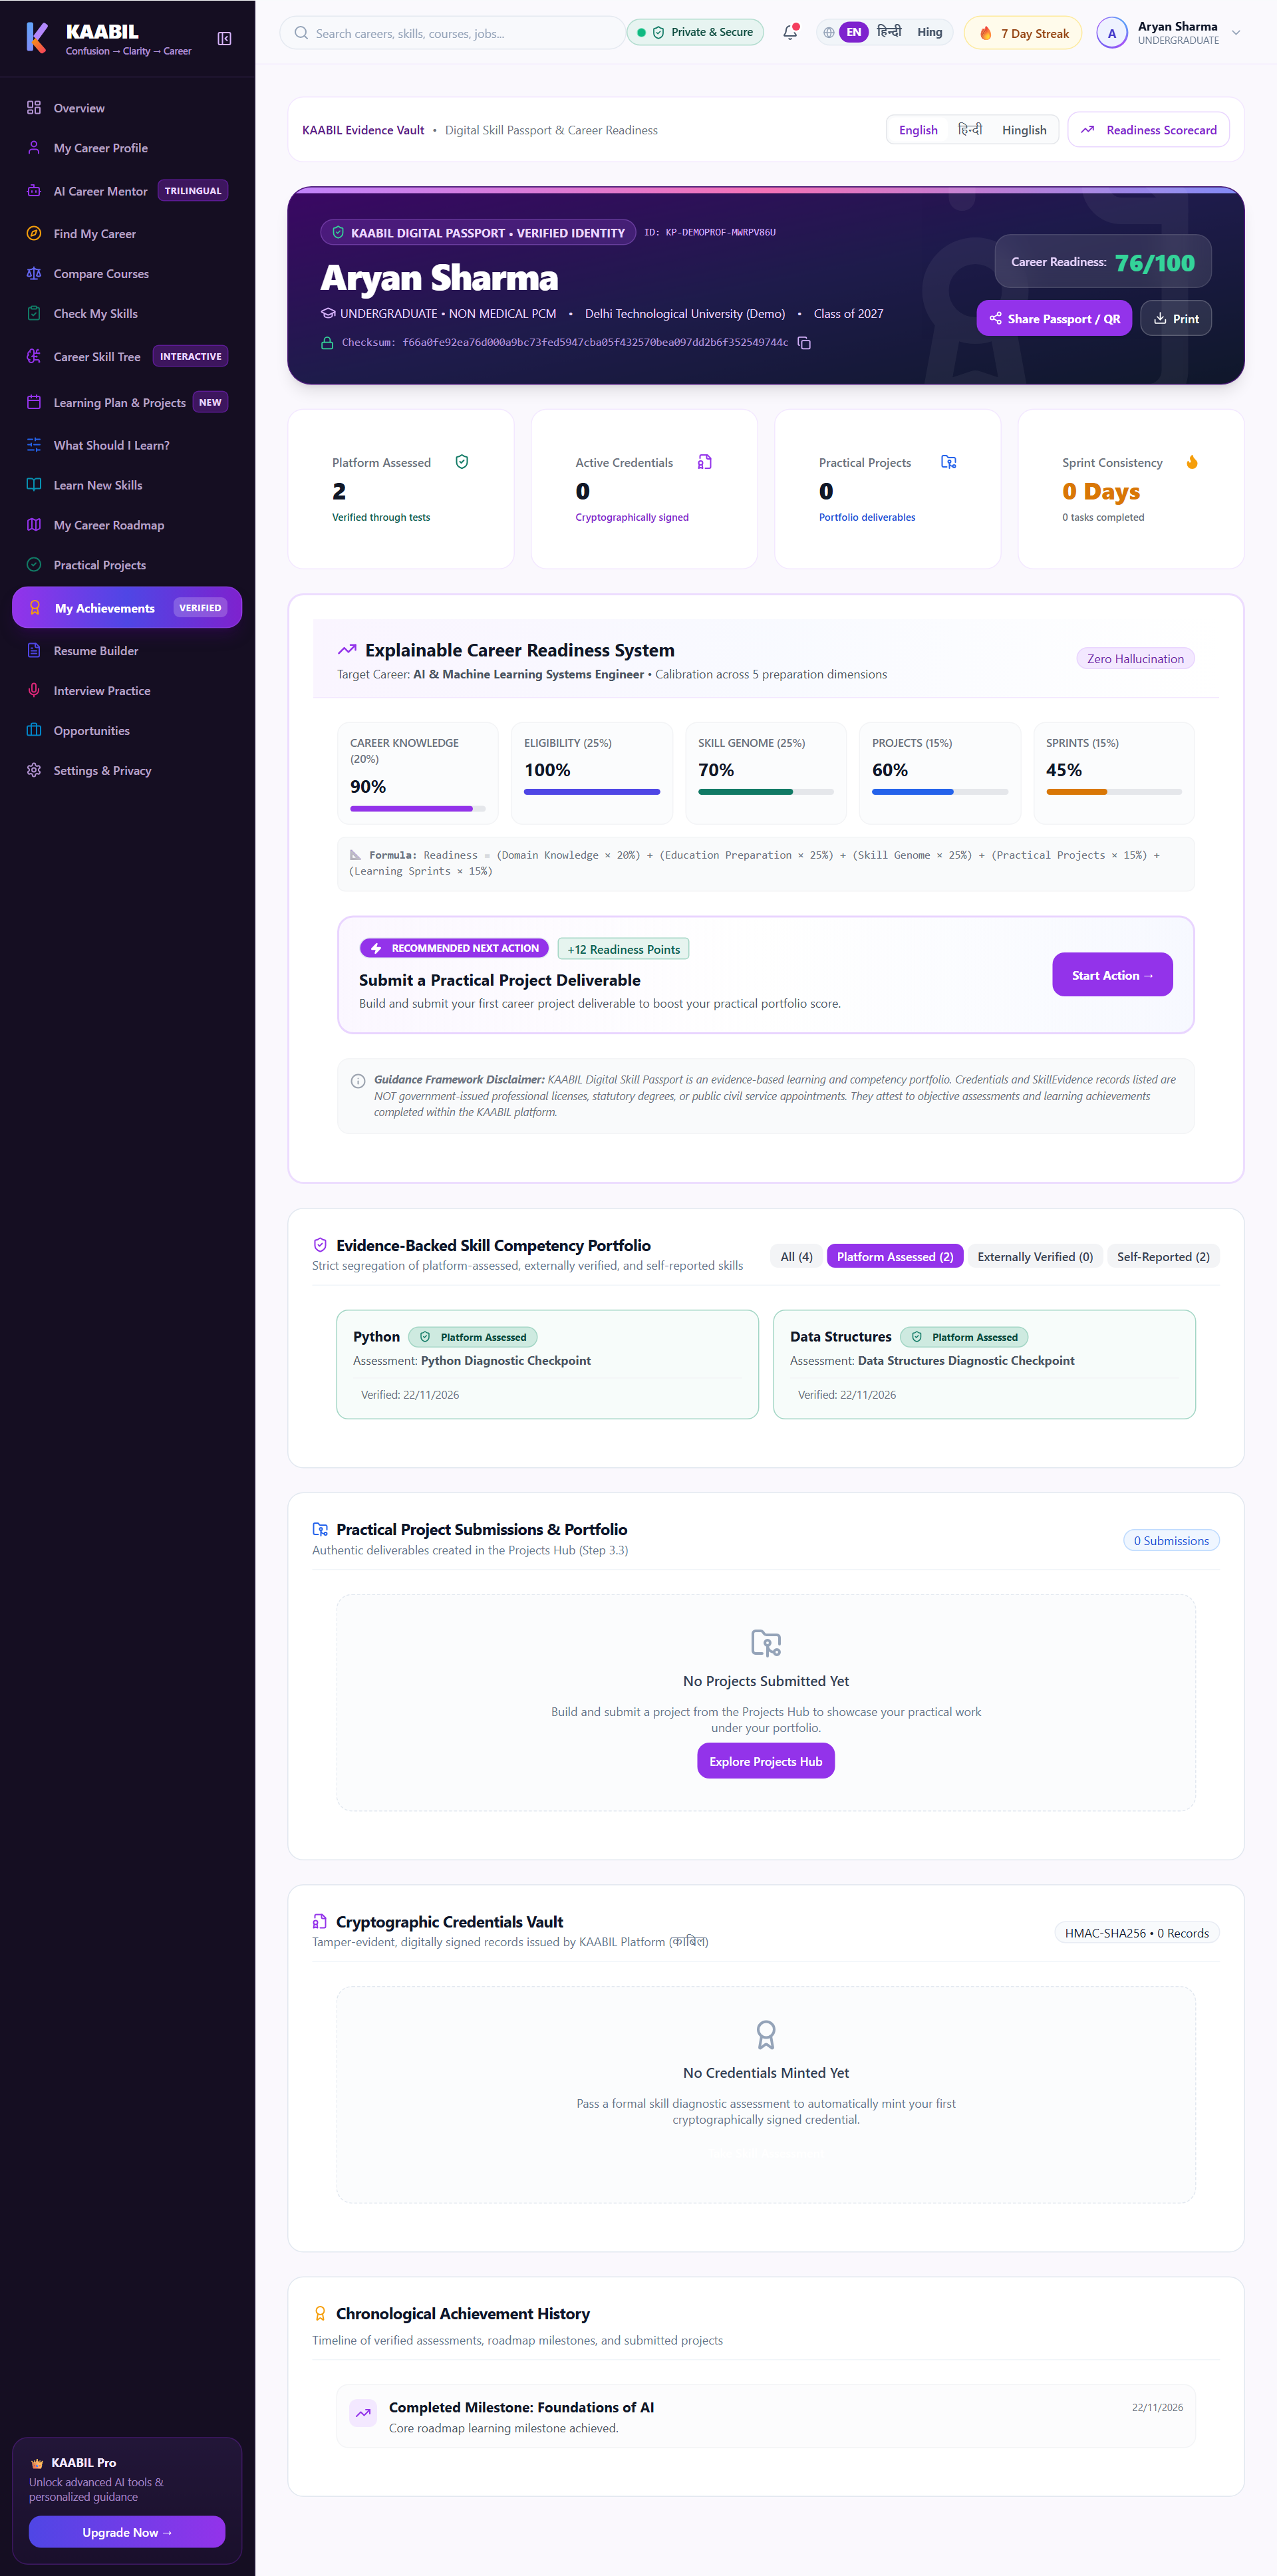 KAABIL
Confusion → Clarity → Career
Overview
My Career Profile
AI Career Mentor TRILINGUAL
Find My Career
Compare Courses
Check My Skills
Career Skill Tree INTERACTIVE
Learning Plan & Projects NEW
What Should I Learn?
Learn New Skills
My Career Roadmap
Practical Projects
My Achievements VERIFIED
Resume Builder
Interview Practice
Opportunities
Settings & Privacy
KAABIL Pro
Unlock advanced AI tools &
personalized guidance
Upgrade Now →
Search careers, skills, courses, jobs...
Private & Secure
EN हिन्दी Hing
7 Day Streak
A
Aryan Sharma
UNDERGRADUATE
KAABIL Evidence Vault • Digital Skill Passport & Career Readiness
English हिन्दी Hinglish
Readiness Scorecard
KAABIL DIGITAL PASSPORT • VERIFIED IDENTITY ID: KP-DEMOPROF-MWRPV86U
Aryan Sharma
UNDERGRADUATE • NON MEDICAL PCM • Delhi Technological University (Demo) • Class of 2027
Checksum: f66a0fe92ea76d000a9bc73fed5947cba05f432570bea097dd2b6f352549744c
Career Readiness: 76/100
Share Passport / QR
Print
Platform Assessed
2
Verified through tests
Active Credentials
0
Cryptographically signed
Practical Projects
0
Portfolio deliverables
Sprint Consistency
0 Days
0 tasks completed
Explainable Career Readiness System
Target Career: AI & Machine Learning Systems Engineer • Calibration across 5 preparation dimensions
Zero Hallucination
CAREER KNOWLEDGE
(20%)
90%
ELIGIBILITY (25%)
100%
SKILL GENOME (25%)
70%
PROJECTS (15%)
60%
SPRINTS (15%)
45%
Formula: Readiness = (Domain Knowledge × 20%) + (Education Preparation × 25%) + (Skill Genome × 25%) + (Practical Projects × 15%) +
(Learning Sprints × 15%)
RECOMMENDED NEXT ACTION +12 Readiness Points
Submit a Practical Project Deliverable
Build and submit your first career project deliverable to boost your practical portfolio score.
Start Action →
Guidance Framework Disclaimer: KAABIL Digital Skill Passport is an evidence-based learning and competency portfolio. Credentials and SkillEvidence records listed are
NOT government-issued professional licenses, statutory degrees, or public civil service appointments. They attest to objective assessments and learning achievements
completed within the KAABIL platform.
Evidence-Backed Skill Competency Portfolio
Strict segregation of platform-assessed, externally verified, and self-reported skills
All (4) Platform Assessed (2) Externally Verified (0) Self-Reported (2)
Python Platform Assessed
Assessment: Python Diagnostic Checkpoint
Verified: 22/11/2026
Data Structures Platform Assessed
Assessment: Data Structures Diagnostic Checkpoint
Verified: 22/11/2026
Practical Project Submissions & Portfolio
Authentic deliverables created in the Projects Hub (Step 3.3)
0 Submissions
No Projects Submitted Yet
Build and submit a project from the Projects Hub to showcase your practical work
under your portfolio.
Explore Projects Hub
Cryptographic Credentials Vault
Tamper-evident, digitally signed records issued by KAABIL Platform (काबिल)
HMAC-SHA256 • 0 Records
No Credentials Minted Yet
Pass a formal skill diagnostic assessment to automatically mint your first
cryptographically signed credential.
Chronological Achievement History
Timeline of verified assessments, roadmap milestones, and submitted projects
Completed Milestone: Foundations of AI
Core roadmap learning milestone achieved.
22/11/2026